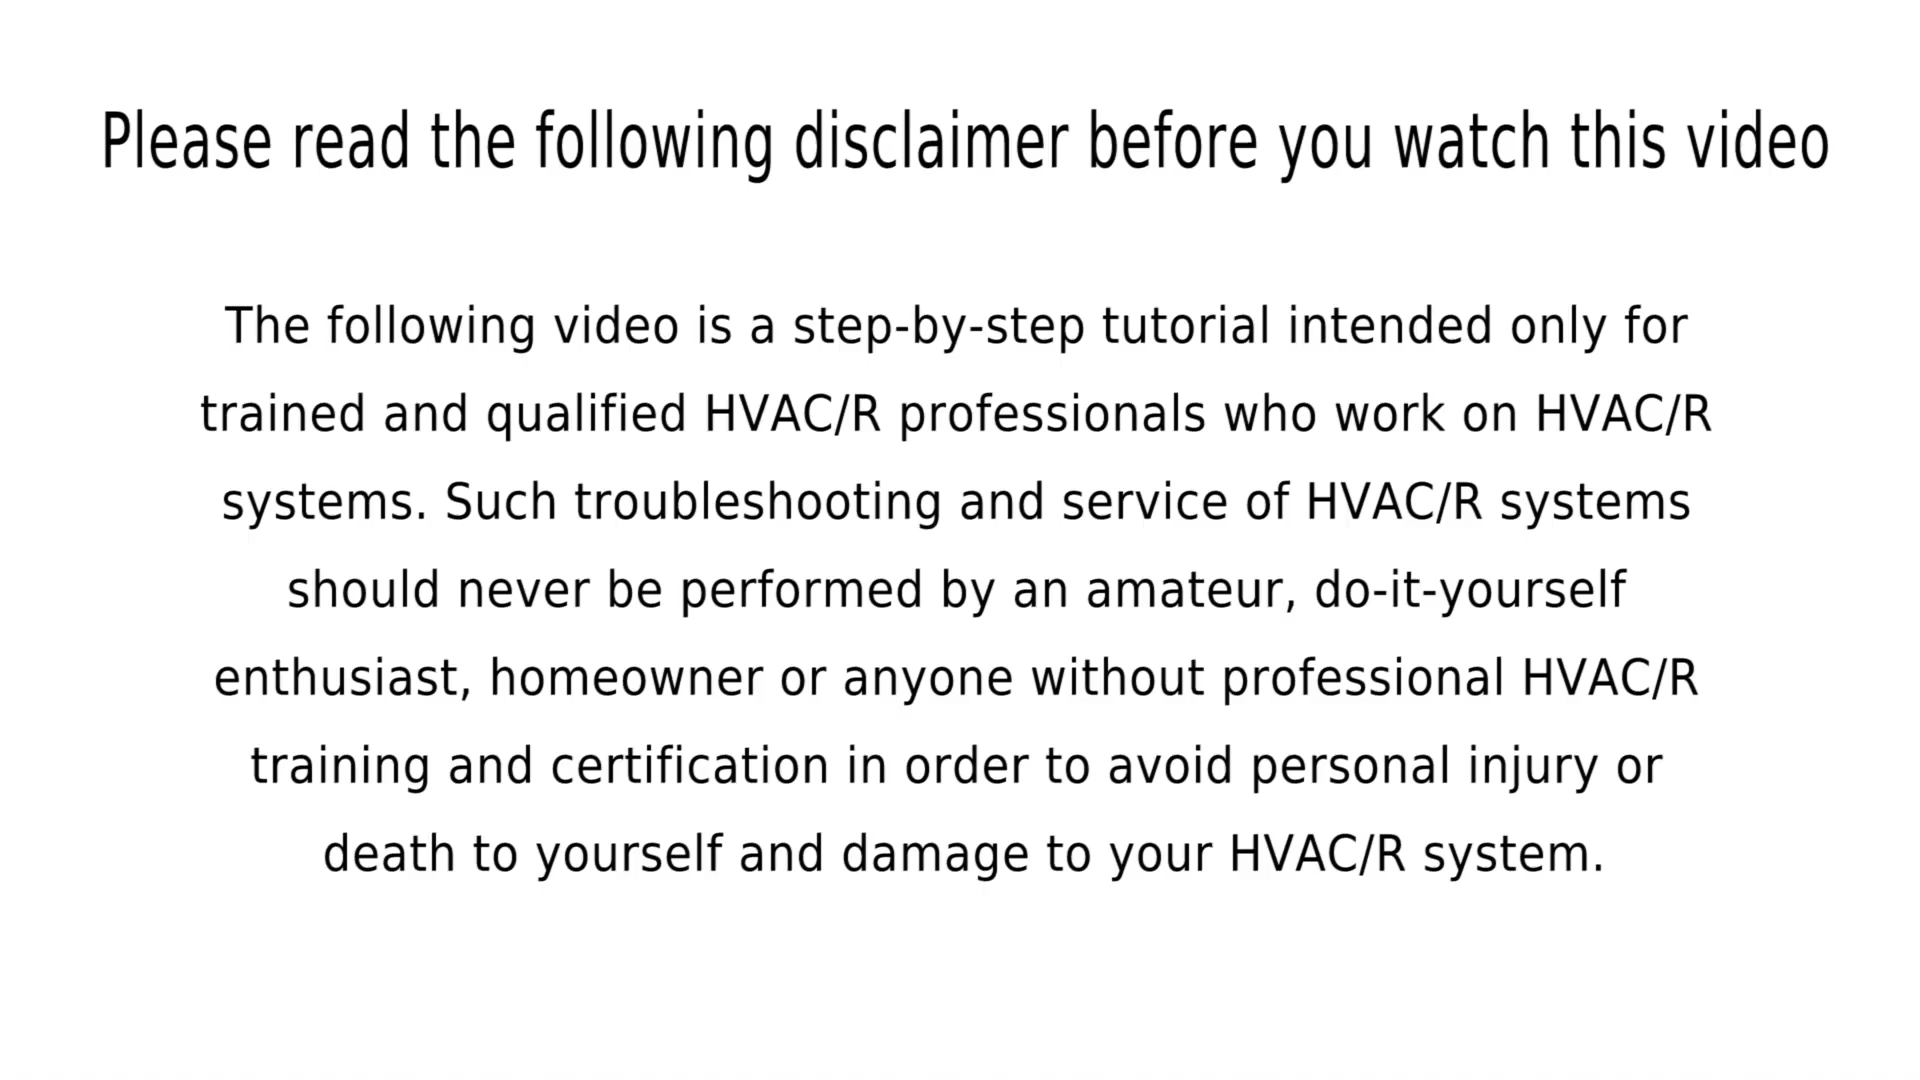 Please read the following disclaimer before you watch this video
The following video is a step-by-step tutorial intended only for
trained and qualified HVAC/R professionals who work on HVAC/R
systems. Such troubleshooting and service of HVAC/R systems
should never be performed by an amateur, do-it-yourself
enthusiast, homeowner or anyone without professional HVAC/R
training and certification in order to avoid personal injury or
death to yourself and damage to your HVAC/R system.